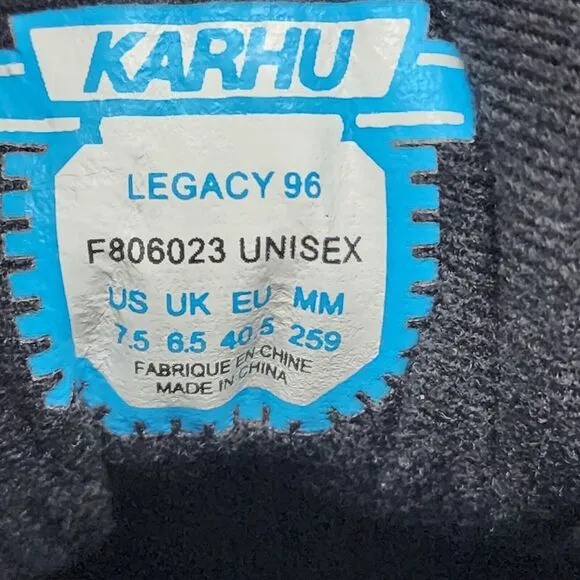 KARHU
LEGACY 96
F806023 UNISEX
US UK EU MM
7.5 6.5 40.5 259
FABRIQUE EN CHINE
MADE IN CHINA